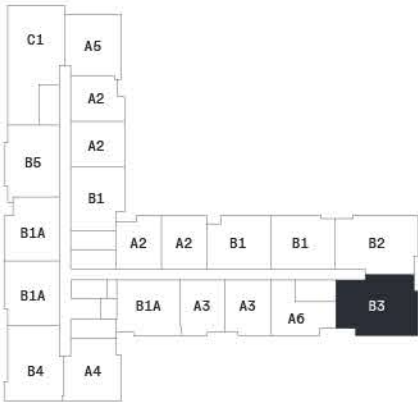 C1
A5
A2
A2
B5
B1
B1A
A2 A2 B1 B1 B2
B1A
B1A A3 A3 A6 B3
B4 A4